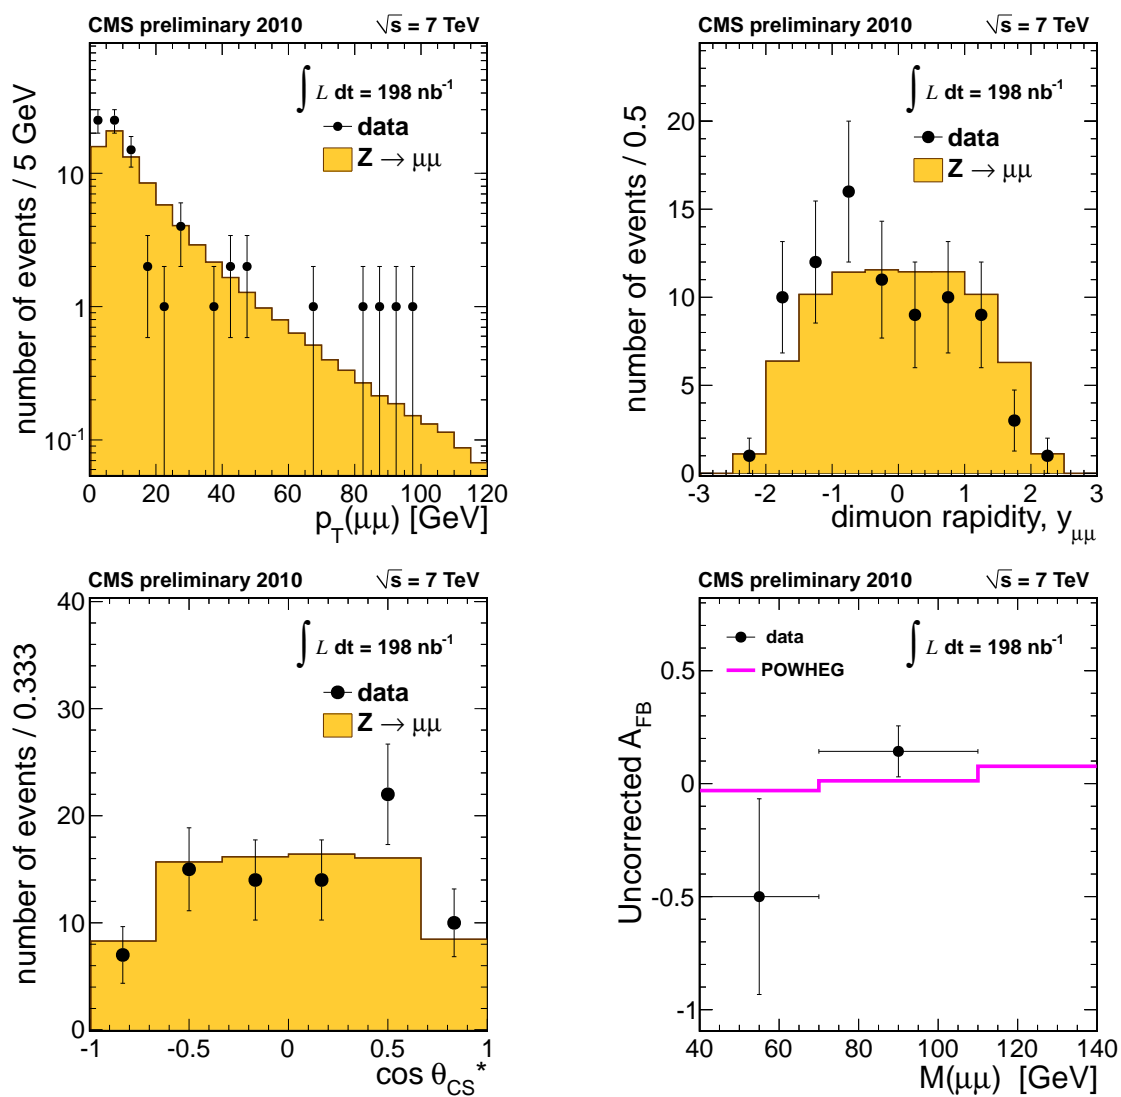 CMS preliminary 2010 √s = 7 TeV
∫ L dt = 198 nb-1
data
Z → μμ
number of events / 5 GeV
10
1
10-1
0 20 40 60 80 100 120
pT(μμ) [GeV]
CMS preliminary 2010 √s = 7 TeV
∫ L dt = 198 nb-1
data
Z → μμ
number of events / 0.5
20
15
10
5
0
-3 -2 -1 0 1 2 3
dimuon rapidity, yμμ
CMS preliminary 2010 √s = 7 TeV
∫ L dt = 198 nb-1
data
Z → μμ
number of events / 0.333
40
30
20
10
0
-1 -0.5 0 0.5 1
cos θCS*
CMS preliminary 2010 √s = 7 TeV
data
∫ L dt = 198 nb-1
POWHEG
Uncorrected AFB
0.5
0
-0.5
-1
40 60 80 100 120 140
M(μμ) [GeV]